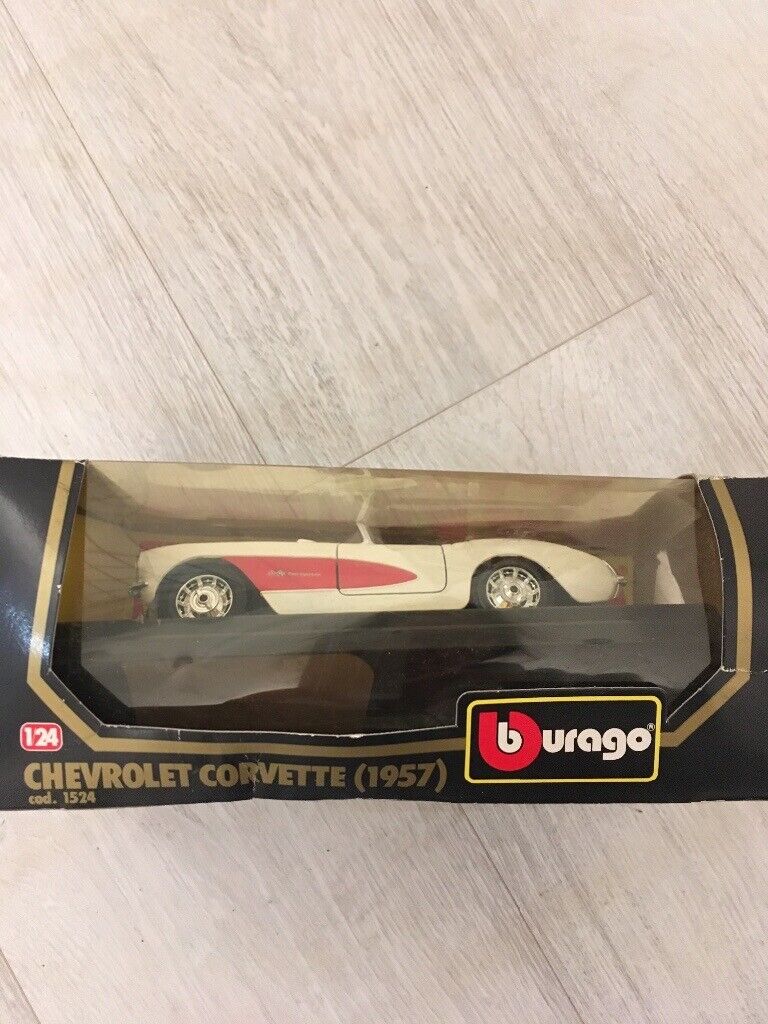 1:24
CHEVROLET CORVETTE (1957)
cod. 1524
burago®